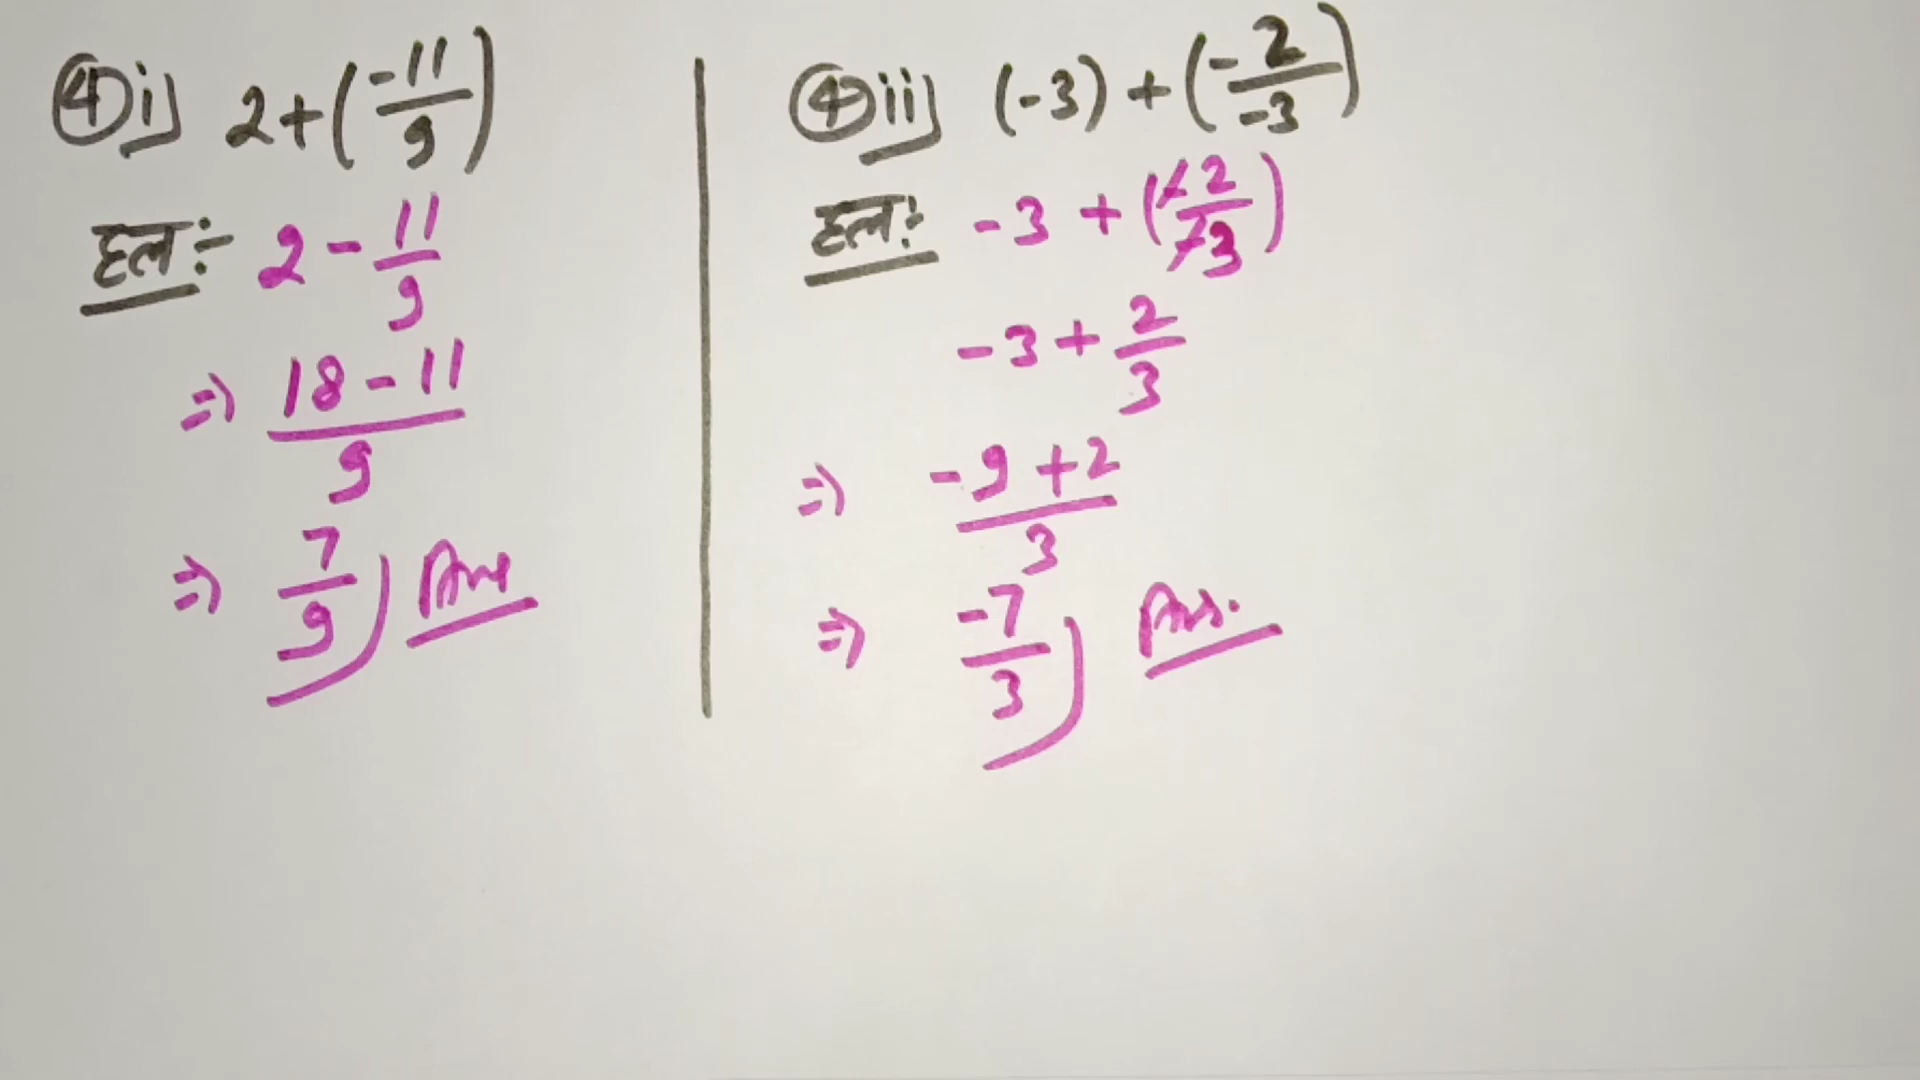 ④ i) 2+(-11/9)
हलः- 2 - 11/9
⇒ 18-11/9
⇒ 7/9 Ans
④ ii) (-3)+(-2/-3)
हलः- -3 + (-2/-3)
-3 + 2/3
⇒ -9+2/3
⇒ -7/3 Ans.